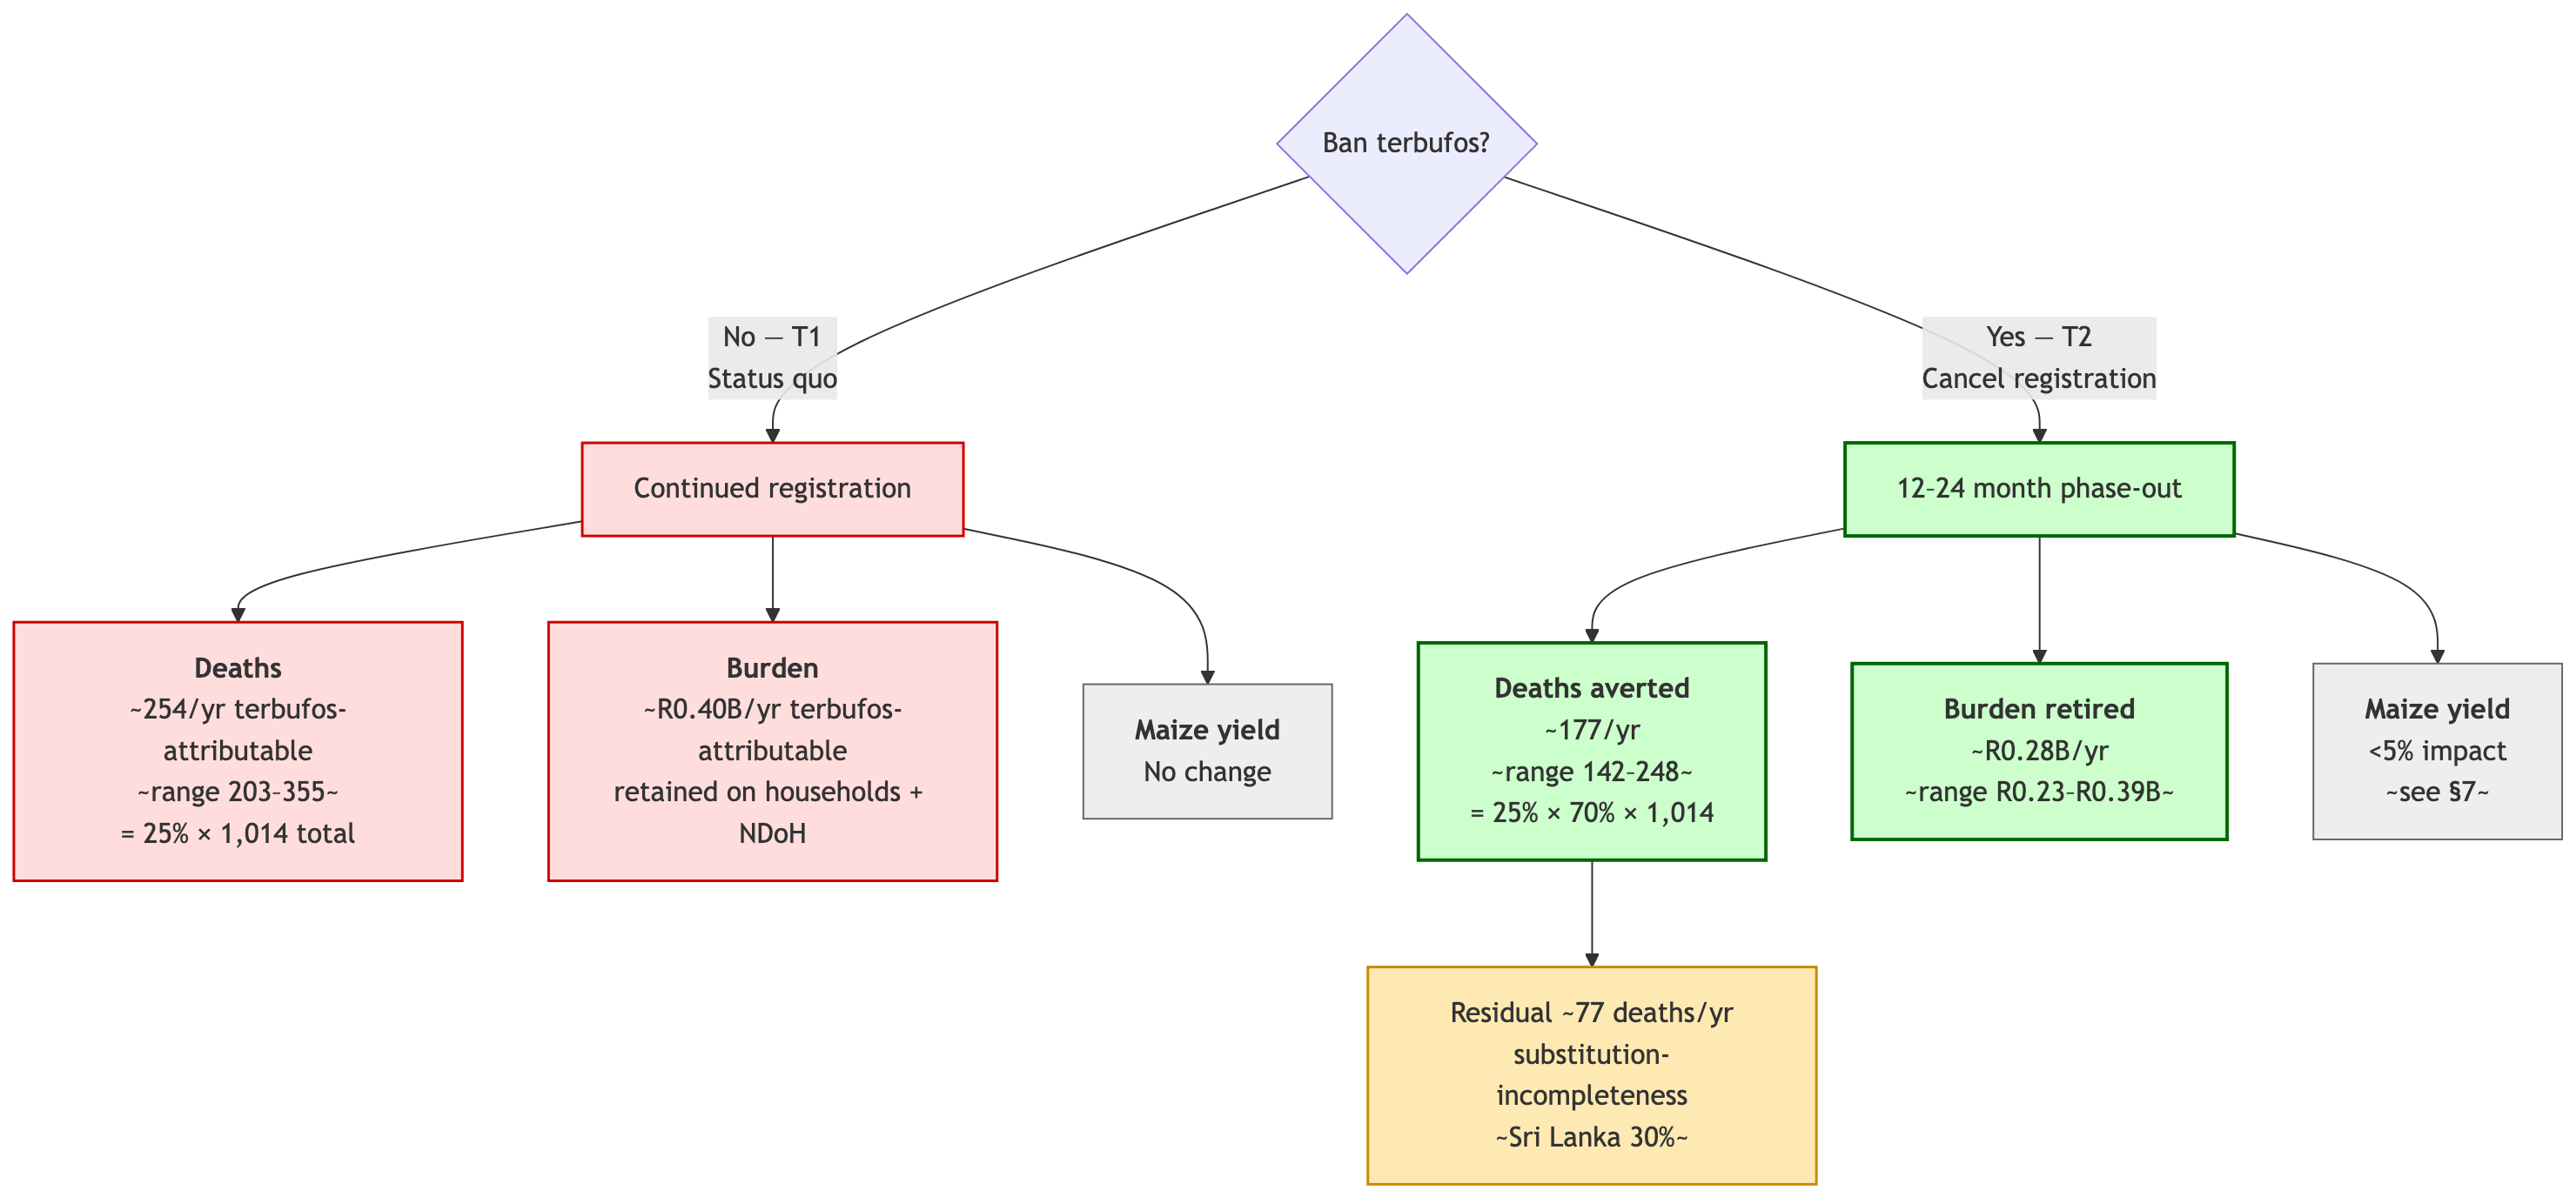 Ban terbufos?
No — T1
Status quo
Yes — T2
Cancel registration
Continued registration
12–24 month phase-out
Deaths
~254/yr terbufos-
attributable
~range 203–355~
= 25% × 1,014 total
Burden
~R0.40B/yr terbufos-
attributable
retained on households +
NDoH
Maize yield
No change
Deaths averted
~177/yr
~range 142–248~
= 25% × 70% × 1,014
Burden retired
~R0.28B/yr
~range R0.23–R0.39B~
Maize yield
<5% impact
~see §7~
Residual ~77 deaths/yr
substitution-
incompleteness
~Sri Lanka 30%~